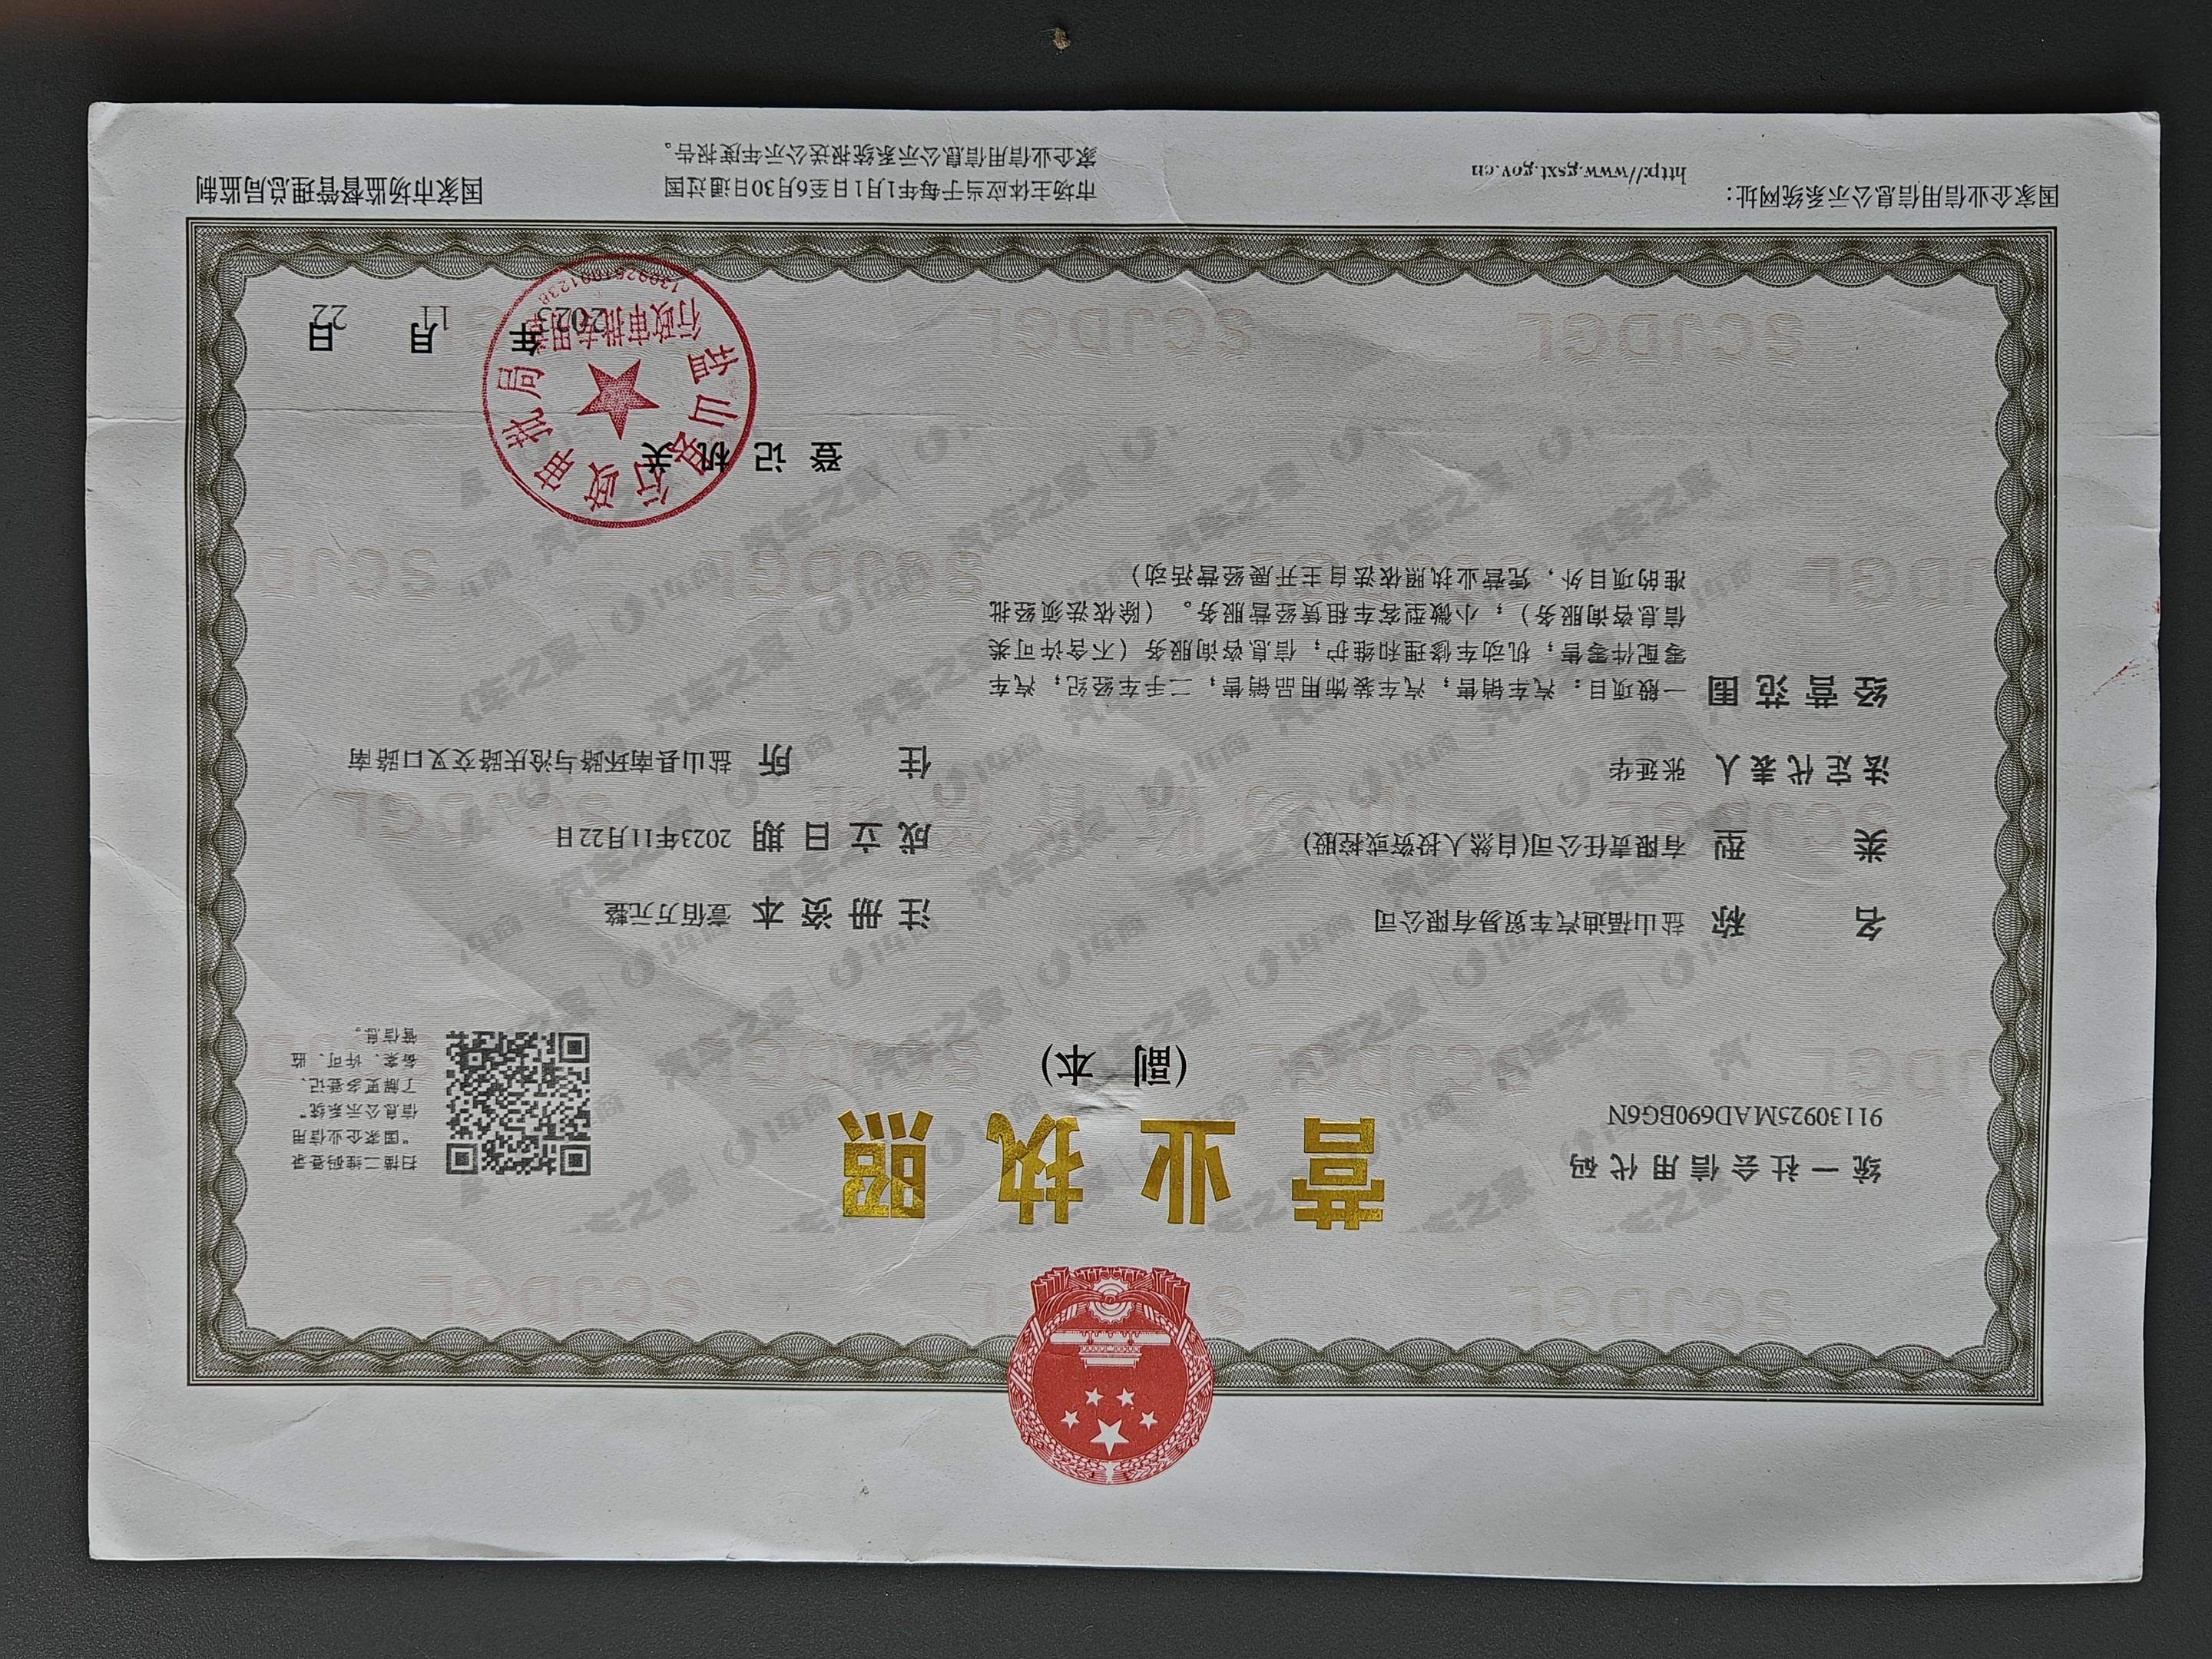 营业执照
(副 本)
统一社会信用代码
91130925MAD690BG6N
扫描二维码登录
“国家企业信用
信息公示系统”
了解更多登记、
备案、许可、监
管信息。
名 称 盐山福迪汽车贸易有限公司
类 型 有限责任公司(自然人投资或控股)
法定代表人 张廷华
经营范围 一般项目：汽车销售；汽车装饰用品销售；二手车经纪；汽车
零配件零售；机动车修理和维护；信息咨询服务（不含许可类
信息咨询服务）；小微型客车租赁经营服务。（除依法须经批
准的项目外，凭营业执照依法自主开展经营活动）
注册资本 壹佰万元整
成立日期 2023年11月22日
住 所 盐山县南环路与沧庆路交叉口路南
登记机关
盐山县行政审批局
行政审批专用章
2023 年 11 月 22 日
国家企业信用信息公示系统网址：
http://www.gsxt.gov.cn
市场主体应当于每年1月1日至6月30日通过国
家企业信用信息公示系统报送公示年度报告。
国家市场监督管理总局监制
SCJDGL
汽车之家 | i车商